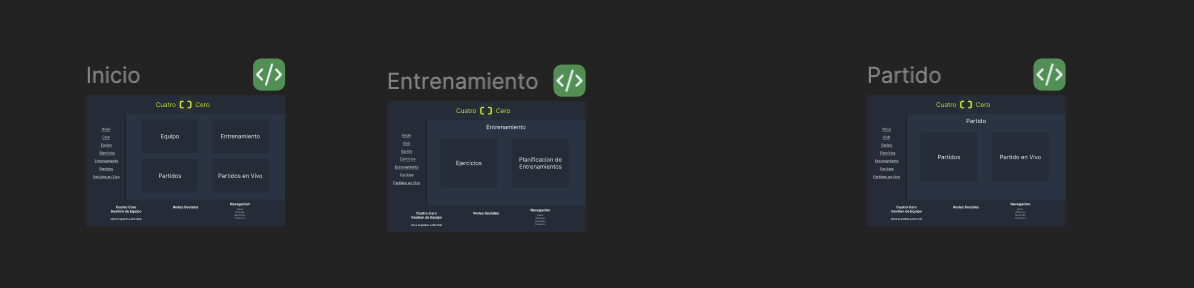 Inicio
</>
Cuatro [ ] Cero
Inicio
Club
Equipo
Ejercicios
Entrenamiento
Partidos
Partidos en Vivo
Equipo
Entrenamiento
Partidos
Partidos en Vivo
Cuatro Cero
Gestion de Equipo
Redes Sociales
Navegacion
Entrenamiento
</>
Cuatro [ ] Cero
Entrenamiento
Inicio
Club
Equipo
Ejercicios
Entrenamiento
Partidos
Partidos en Vivo
Ejercicios
Planificacion de
Entrenamientos
Cuatro Cero
Gestion de Equipo
Redes Sociales
Navegacion
Partido
</>
Cuatro [ ] Cero
Partido
Inicio
Club
Equipo
Ejercicios
Entrenamiento
Partidos
Partidos en Vivo
Partidos
Partido en Vivo
Cuatro Cero
Gestion de Equipo
Redes Sociales
Navegacion